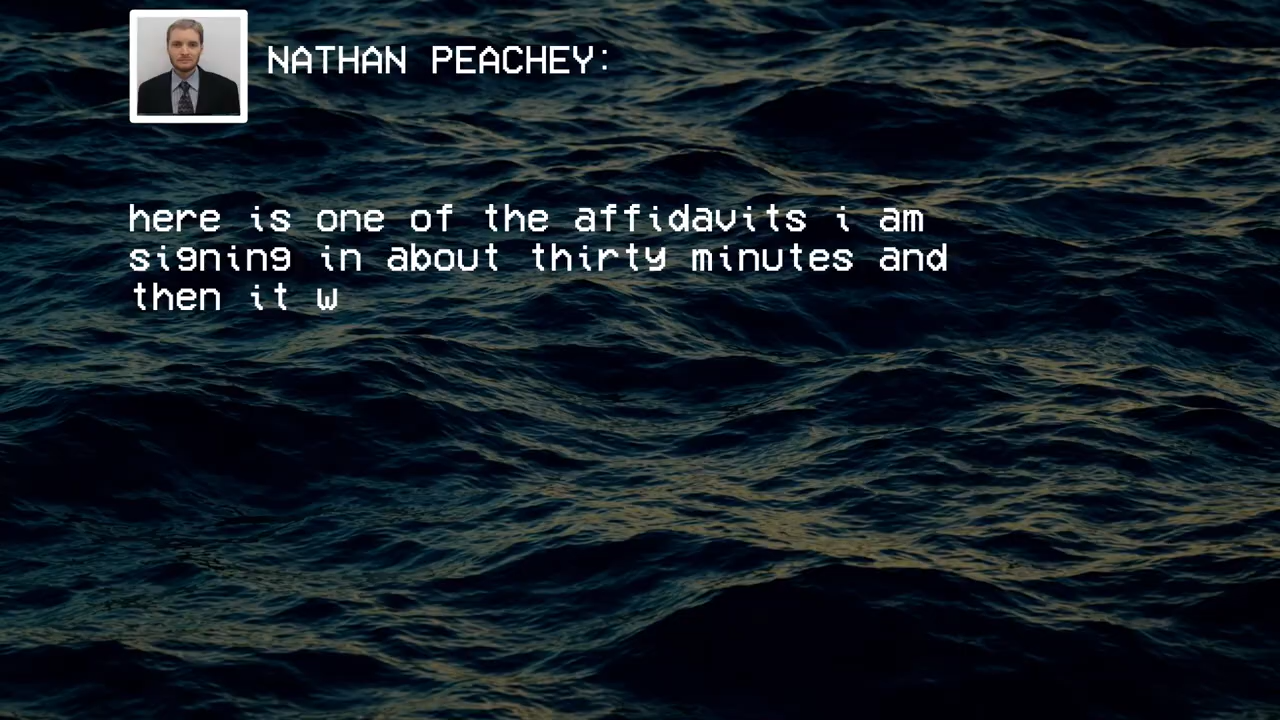 NATHAN PEACHEY:
here is one of the affidavits i am
signing in about thirty minutes and
then it w